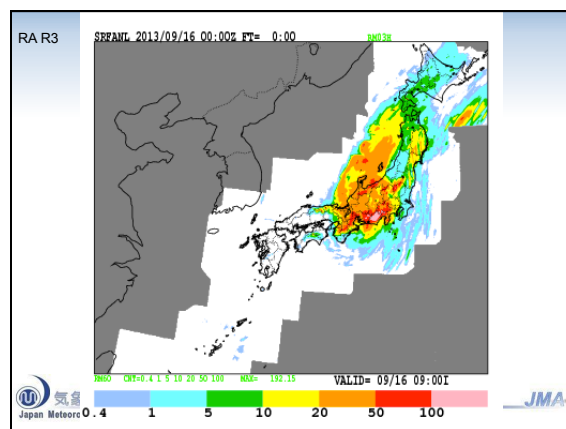 RA R3
SRFANL 2013/09/16 00:00Z FT= 0:00
RM03H
RM60 CNT=0.4 1 5 10 20 50 100 MAX= 192.15
VALID= 09/16 09:00I
気象
Japan Meteoro
JMA
0.4 1 5 10 20 50 100